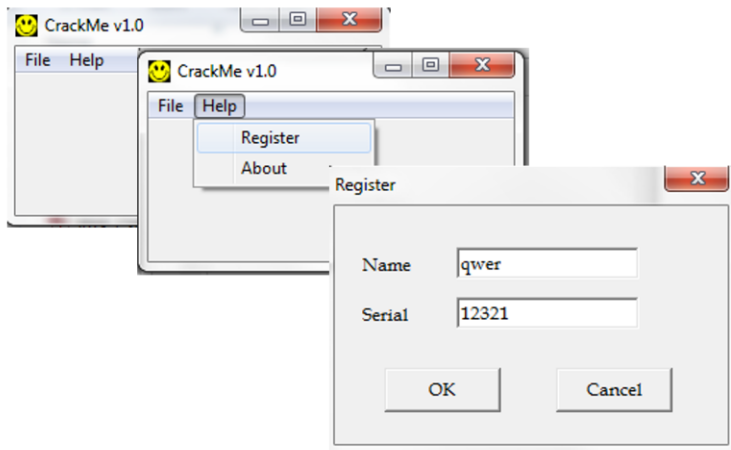 CrackMe v1.0
File Help
CrackMe v1.0
File Help
Register
About
Register
Name qwer
Serial 12321
OK Cancel